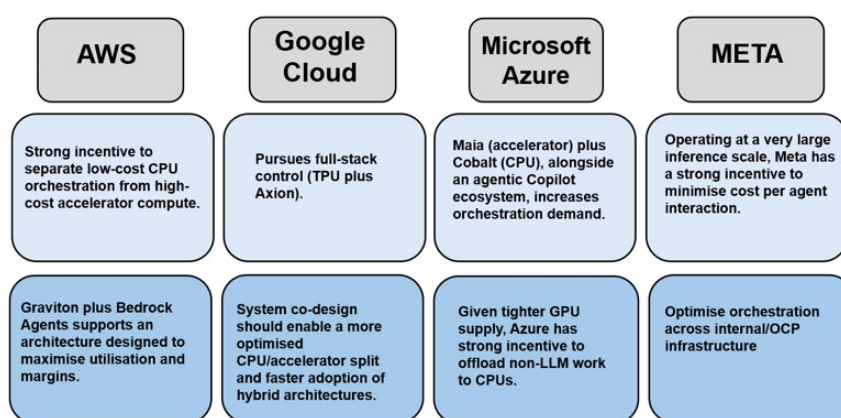 AWS
Google
Cloud
Microsoft
Azure
META
Strong incentive to
separate low-cost CPU
orchestration from high-
cost accelerator compute.
Pursues full-stack
control (TPU plus
Axion).
Maia (accelerator) plus
Cobalt (CPU), alongside
an agentic Copilot
ecosystem, increases
orchestration demand.
Operating at a very large
inference scale, Meta has
a strong incentive to
minimise cost per agent
interaction.
Graviton plus Bedrock
Agents supports an
architecture designed to
maximise utilisation and
margins.
System co-design
should enable a more
optimised
CPU/accelerator split
and faster adoption of
hybrid architectures.
Given tighter GPU
supply, Azure has
strong incentive to
offload non-LLM work
to CPUs.
Optimise orchestration
across internal/OCP
infrastructure